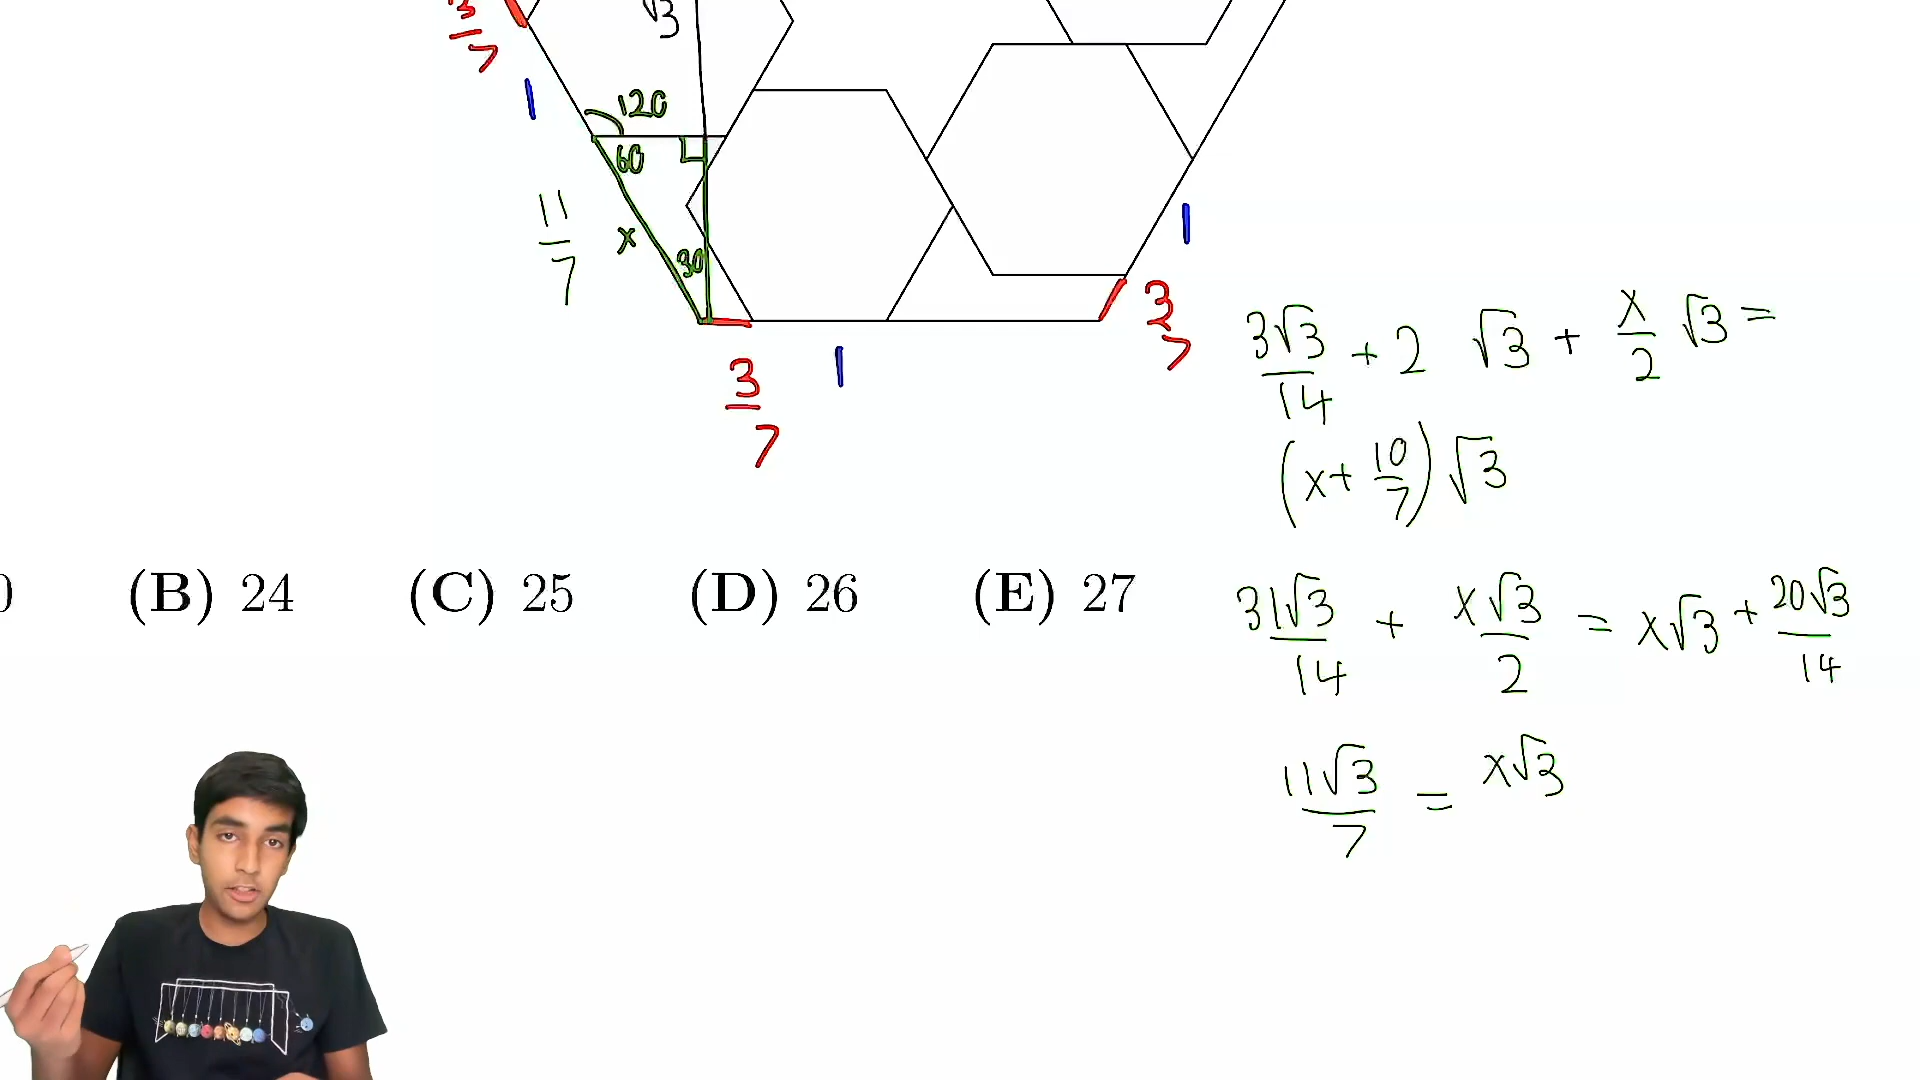 3/7
√3
1
120
60
11/7
x
30
1
3/7
3/7
1
3√3/14 + 2 √3 + x/2 √3 =
(x + 10/7) √3
(B) 24 (C) 25 (D) 26 (E) 27
31√3/14 + x√3/2 = x√3 + 20√3/14
11√3/7 = x√3